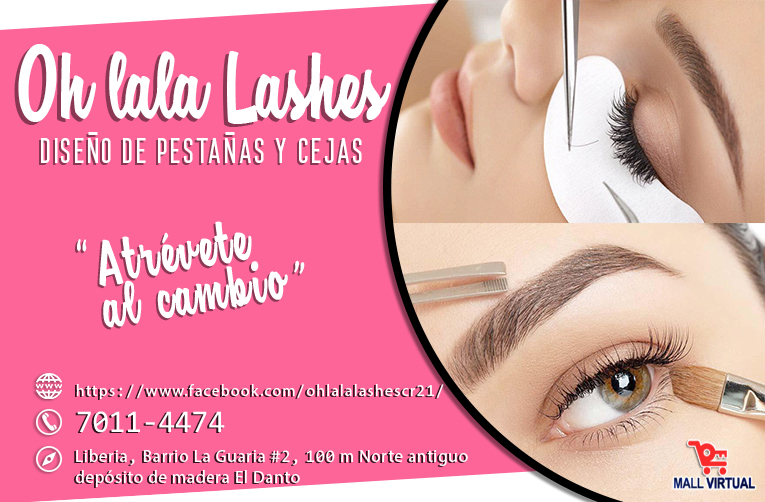 Oh lala Lashes
DISEÑO DE PESTAÑAS Y CEJAS
“ Atrévete
al cambio ”
https://www.facebook.com/ohlalalashescr21/
7011-4474
Liberia, Barrio La Guaria #2, 100 m Norte antiguo
depósito de madera El Danto
MALL VIRTUAL